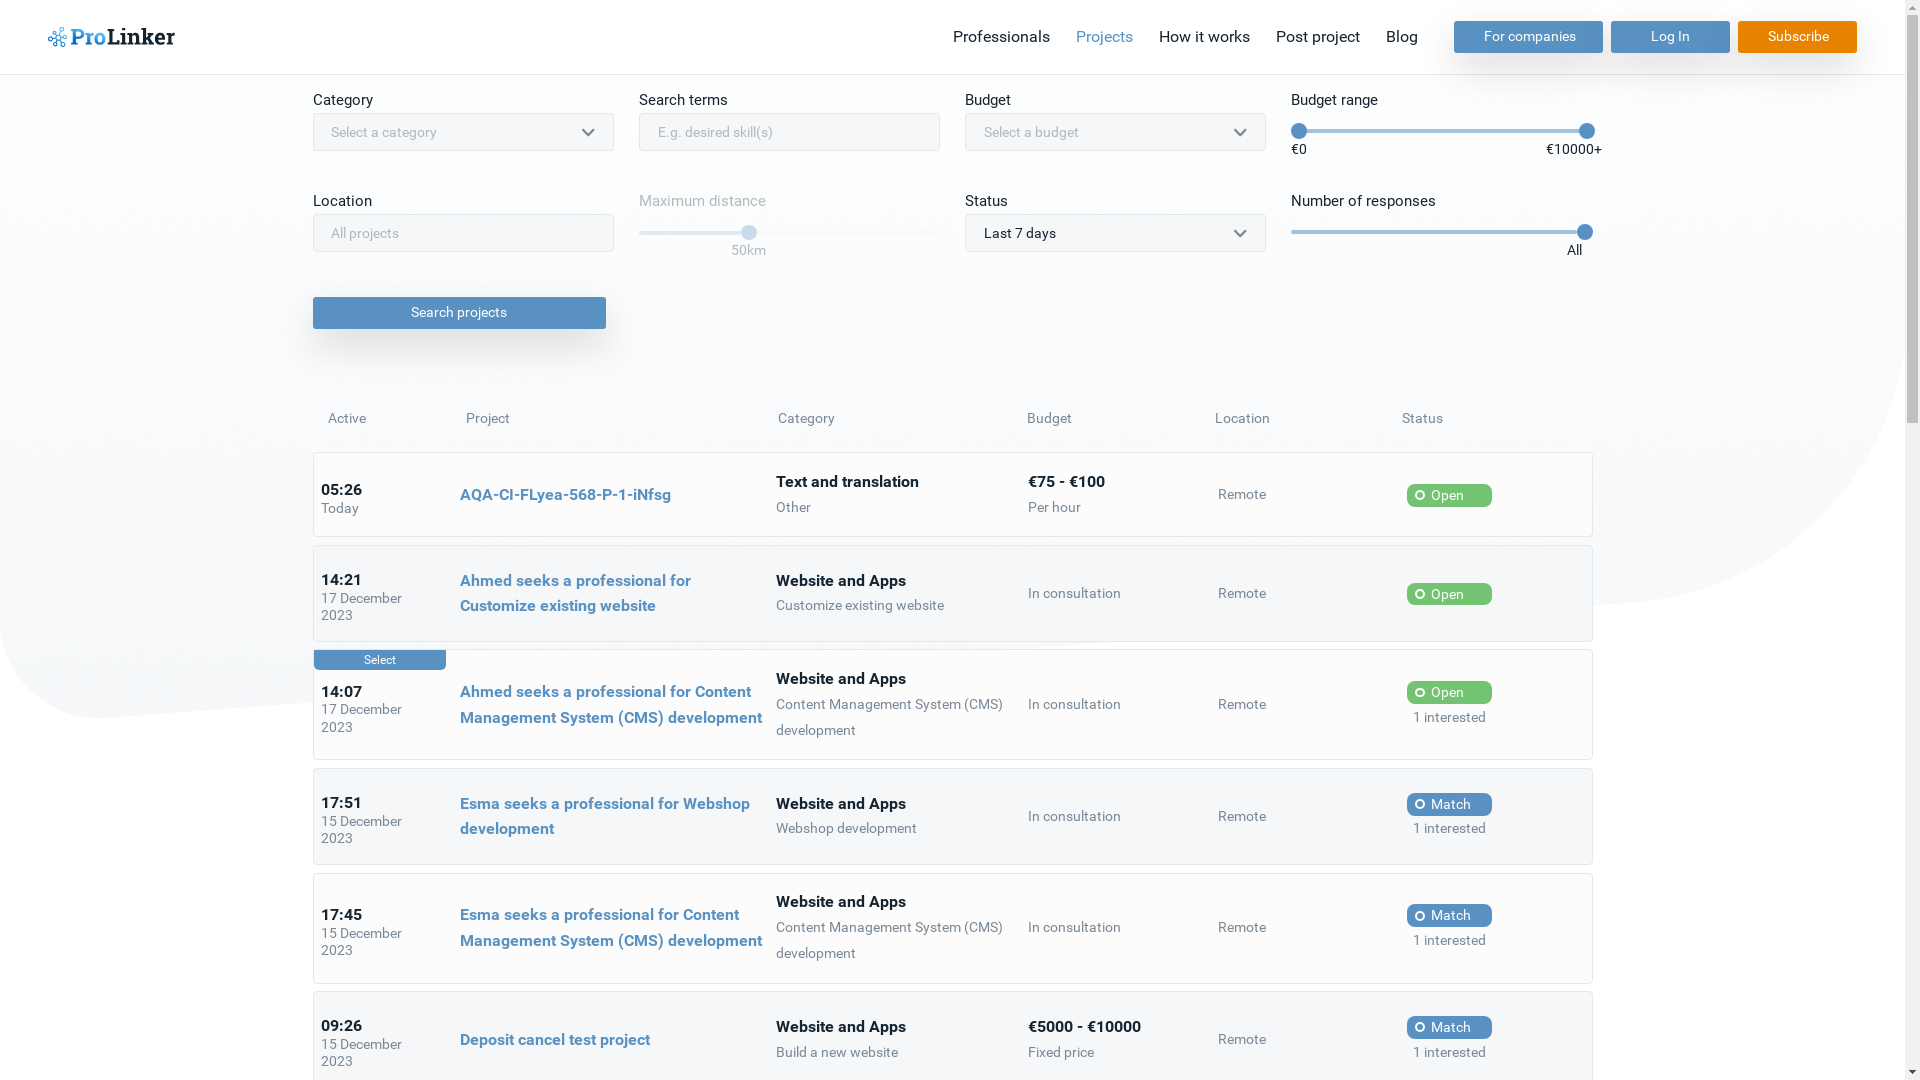 ProLinker
Professionals
Projects
How it works
Post project
Blog
For companies
Log In
Subscribe
Category
Select a category
Search terms
E.g. desired skill(s)
Budget
Select a budget
Budget range
€0
€10000+
Location
All projects
Maximum distance
50km
Status
Last 7 days
Number of responses
All
Search projects
Active
Project
Category
Budget
Location
Status
05:26
Today
AQA-CI-FLyea-568-P-1-iNfsg
Text and translation
Other
€75 - €100
Per hour
Remote
Open
14:21
17 December
2023
Ahmed seeks a professional for
Customize existing website
Website and Apps
Customize existing website
In consultation
Remote
Open
Select
14:07
17 December
2023
Ahmed seeks a professional for Content
Management System (CMS) development
Website and Apps
Content Management System (CMS)
development
In consultation
Remote
Open
1 interested
17:51
15 December
2023
Esma seeks a professional for Webshop
development
Website and Apps
Webshop development
In consultation
Remote
Match
1 interested
17:45
15 December
2023
Esma seeks a professional for Content
Management System (CMS) development
Website and Apps
Content Management System (CMS)
development
In consultation
Remote
Match
1 interested
09:26
15 December
2023
Deposit cancel test project
Website and Apps
Build a new website
€5000 - €10000
Fixed price
Remote
Match
1 interested